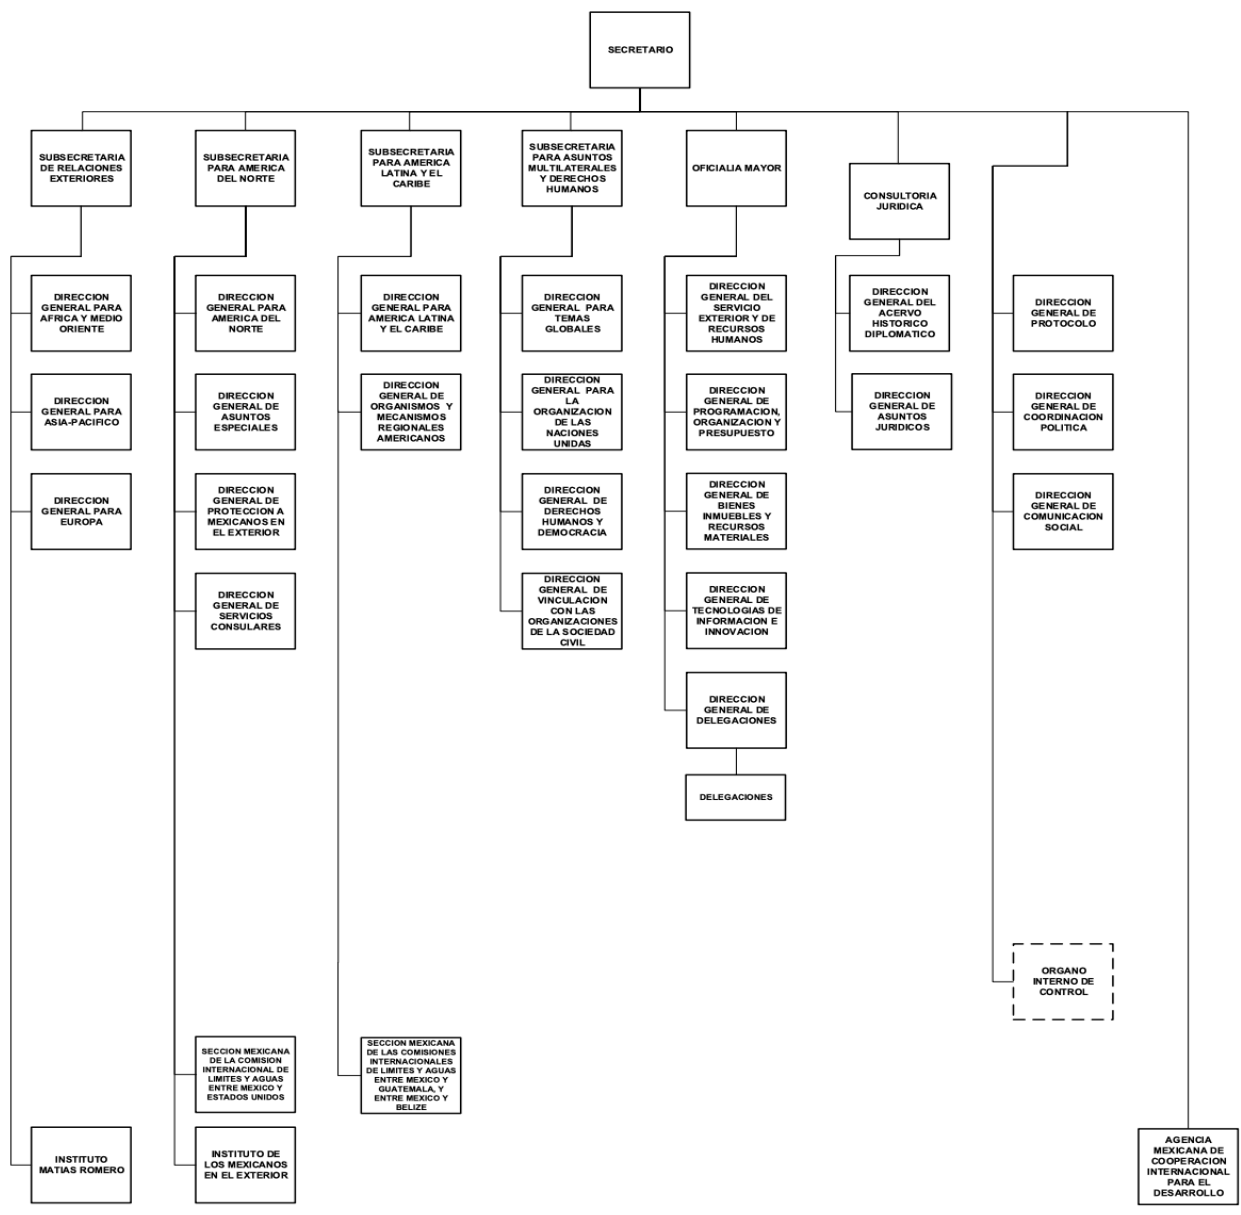 SECRETARIO
SUBSECRETARIA
DE RELACIONES
EXTERIORES
SUBSECRETARIA
PARA AMERICA
DEL NORTE
SUBSECRETARIA
PARA AMERICA
LATINA Y EL
CARIBE
SUBSECRETARIA
PARA ASUNTOS
MULTILATERALES
Y DERECHOS
HUMANOS
OFICIALIA MAYOR
CONSULTORIA
JURIDICA
DIRECCION
GENERAL PARA
AFRICA Y MEDIO
ORIENTE
DIRECCION
GENERAL PARA
AMERICA DEL
NORTE
DIRECCION
GENERAL PARA
AMERICA LATINA
Y EL CARIBE
DIRECCION
GENERAL PARA
TEMAS
GLOBALES
DIRECCION
GENERAL DEL
SERVICIO
EXTERIOR Y DE
RECURSOS
HUMANOS
DIRECCION
GENERAL DEL
ACERVO
HISTORICO
DIPLOMATICO
DIRECCION
GENERAL DE
PROTOCOLO
DIRECCION
GENERAL PARA
ASIA-PACIFICO
DIRECCION
GENERAL DE
ASUNTOS
ESPECIALES
DIRECCION
GENERAL DE
ORGANISMOS Y
MECANISMOS
REGIONALES
AMERICANOS
DIRECCION
GENERAL PARA
LA
ORGANIZACION
DE LAS
NACIONES
UNIDAS
DIRECCION
GENERAL DE
PROGRAMACION,
ORGANIZACION Y
PRESUPUESTO
DIRECCION
GENERAL DE
ASUNTOS
JURIDICOS
DIRECCION
GENERAL DE
COORDINACION
POLITICA
DIRECCION
GENERAL PARA
EUROPA
DIRECCION
GENERAL DE
PROTECCION A
MEXICANOS EN
EL EXTERIOR
DIRECCION
GENERAL DE
DERECHOS
HUMANOS Y
DEMOCRACIA
DIRECCION
GENERAL DE
BIENES
INMUEBLES Y
RECURSOS
MATERIALES
DIRECCION
GENERAL DE
COMUNICACION
SOCIAL
DIRECCION
GENERAL DE
SERVICIOS
CONSULARES
DIRECCION
GENERAL DE
VINCULACION
CON LAS
ORGANIZACIONES
DE LA SOCIEDAD
CIVIL
DIRECCION
GENERAL DE
TECNOLOGIAS DE
INFORMACION E
INNOVACION
DIRECCION
GENERAL DE
DELEGACIONES
DELEGACIONES
ORGANO
INTERNO DE
CONTROL
SECCION MEXICANA
DE LA COMISION
INTERNACIONAL DE
LIMITES Y AGUAS
ENTRE MEXICO Y
ESTADOS UNIDOS
SECCION MEXICANA
DE LAS COMISIONES
INTERNACIONALES
DE LIMITES Y AGUAS
ENTRE MEXICO Y
GUATEMALA, Y
ENTRE MEXICO Y
BELIZE
INSTITUTO
MATIAS ROMERO
INSTITUTO DE
LOS MEXICANOS
EN EL EXTERIOR
AGENCIA
MEXICANA DE
COOPERACION
INTERNACIONAL
PARA EL
DESARROLLO